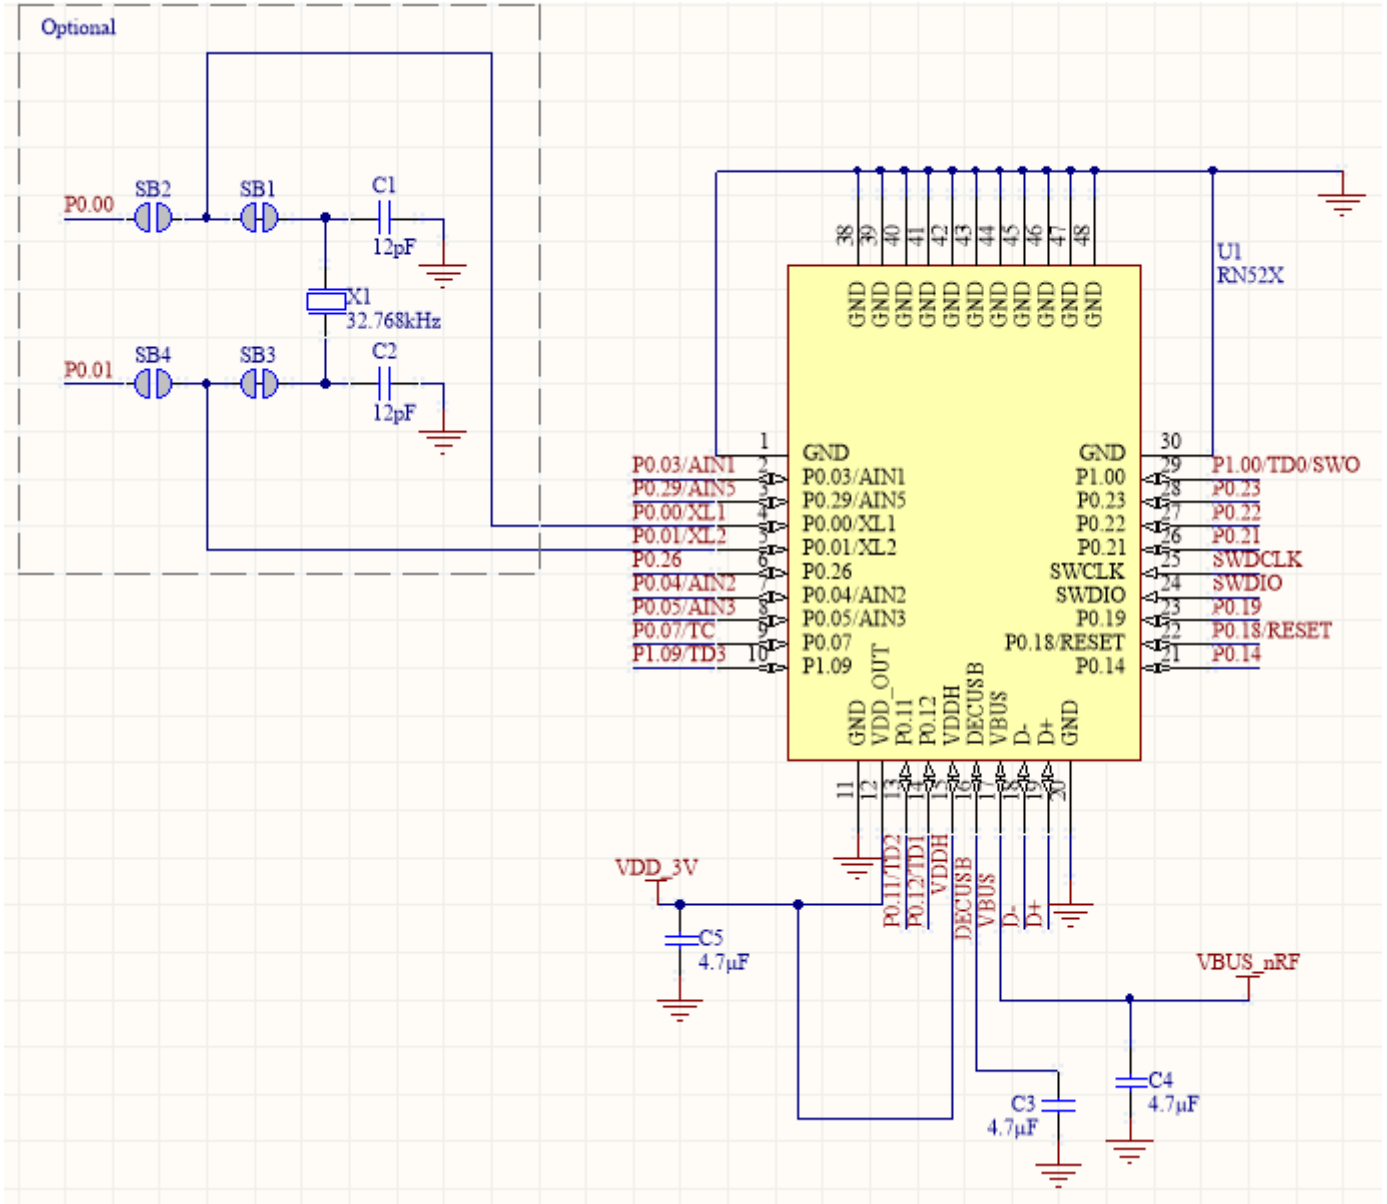 Optional
SB2
SB1
C1
P0.00
12pF
X1
32.768kHz
SB4
SB3
C2
P0.01
12pF
38
39
40
41
42
43
44
45
46
47
48
U1
RN52X
GND
GND
GND
GND
GND
GND
GND
GND
GND
GND
GND
1
GND
P0.03/AIN1
2
P0.03/AIN1
P0.29/AIN5
3
P0.29/AIN5
P0.00/XL1
4
P0.00/XL1
P0.01/XL2
5
P0.01/XL2
P0.26
6
P0.26
P0.04/AIN2
7
P0.04/AIN2
P0.05/AIN3
8
P0.05/AIN3
P0.07/TC
9
P0.07
P1.09/TD3
10
P1.09
30
GND
29
P1.00/TD0/SWO
P1.00
28
P0.23
P0.23
27
P0.22
P0.22
26
P0.21
P0.21
25
SWDCLK
SWCLK
24
SWDIO
SWDIO
23
P0.19
P0.19
22
P0.18/RESET
P0.18/RESET
21
P0.14
P0.14
GND
VDD_OUT
P0.11
P0.12
VDDH
DECUSB
VBUS
D-
D+
GND
11
12
13
14
15
16
17
18
19
20
P0.11/TD2
P0.12/TD1
VDDH
DECUSB
VBUS
D-
D+
VDD_3V
C5
4.7µF
VBUS_nRF
C4
4.7µF
C3
4.7µF